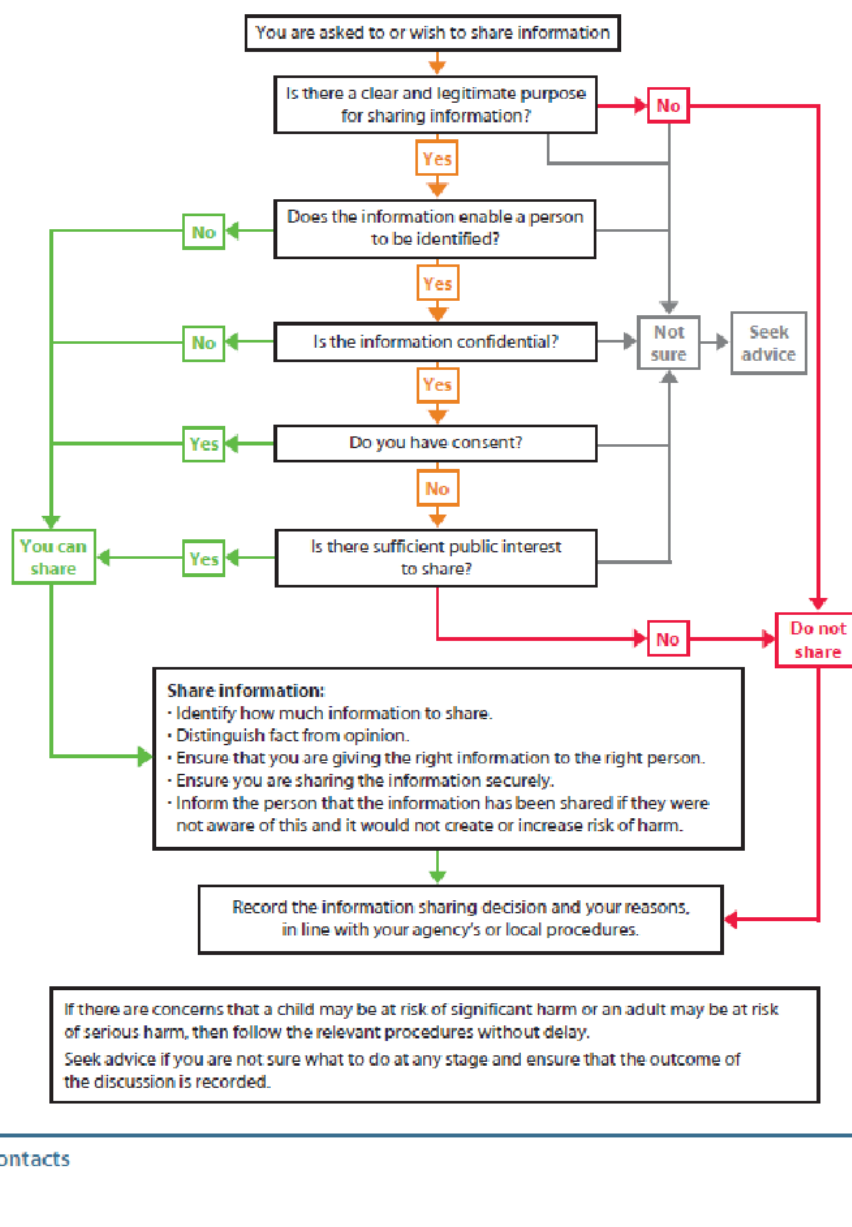 You are asked to or wish to share information
Is there a clear and legitimate purpose
for sharing information?
No
Yes
Does the information enable a person
to be identified?
No
Yes
Is the information confidential?
No
Not
sure
Seek
advice
Yes
Do you have consent?
Yes
No
Is there sufficient public interest
to share?
Yes
You can
share
No
Do not
share
Share information:
· Identify how much information to share.
· Distinguish fact from opinion.
· Ensure that you are giving the right information to the right person.
· Ensure you are sharing the information securely.
· Inform the person that the information has been shared if they were
not aware of this and it would not create or increase risk of harm.
Record the information sharing decision and your reasons,
in line with your agency's or local procedures.
If there are concerns that a child may be at risk of significant harm or an adult may be at risk
of serious harm, then follow the relevant procedures without delay.
Seek advice if you are not sure what to do at any stage and ensure that the outcome of
the discussion is recorded.
ontacts